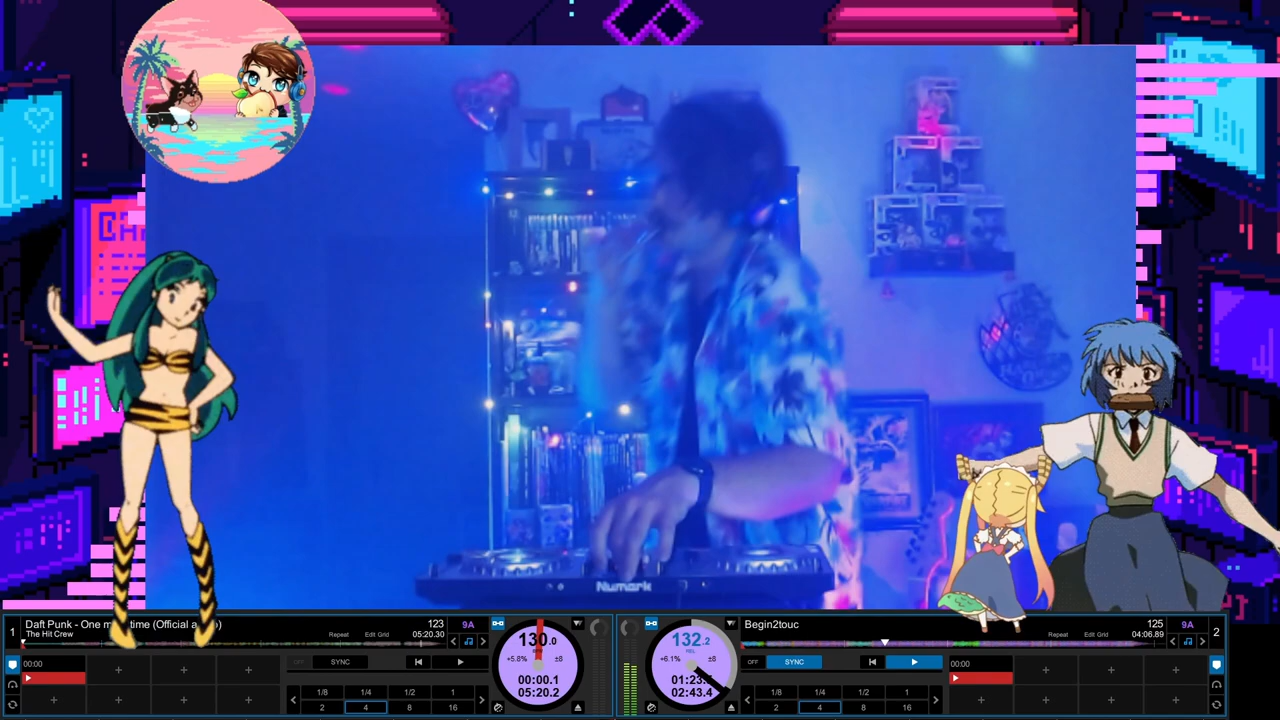 Numark
1
Daft Punk - One m time (Official a o)
The Hit Crew
123
9A
Repeat
Edit Grid
05:20.30
00:00
SYNC
1/8
1/4
1/2
1
2
4
8
16
130.0
+5.8%
±8
00:00.1
05:20.2
132.2
+6.1%
±8
01:23.
02:43.4
Begin2touc
125
9A
2
Repeat
Edit Grid
04:06.89
OFF
SYNC
00:00
1/8
1/4
1/2
1
2
4
8
16